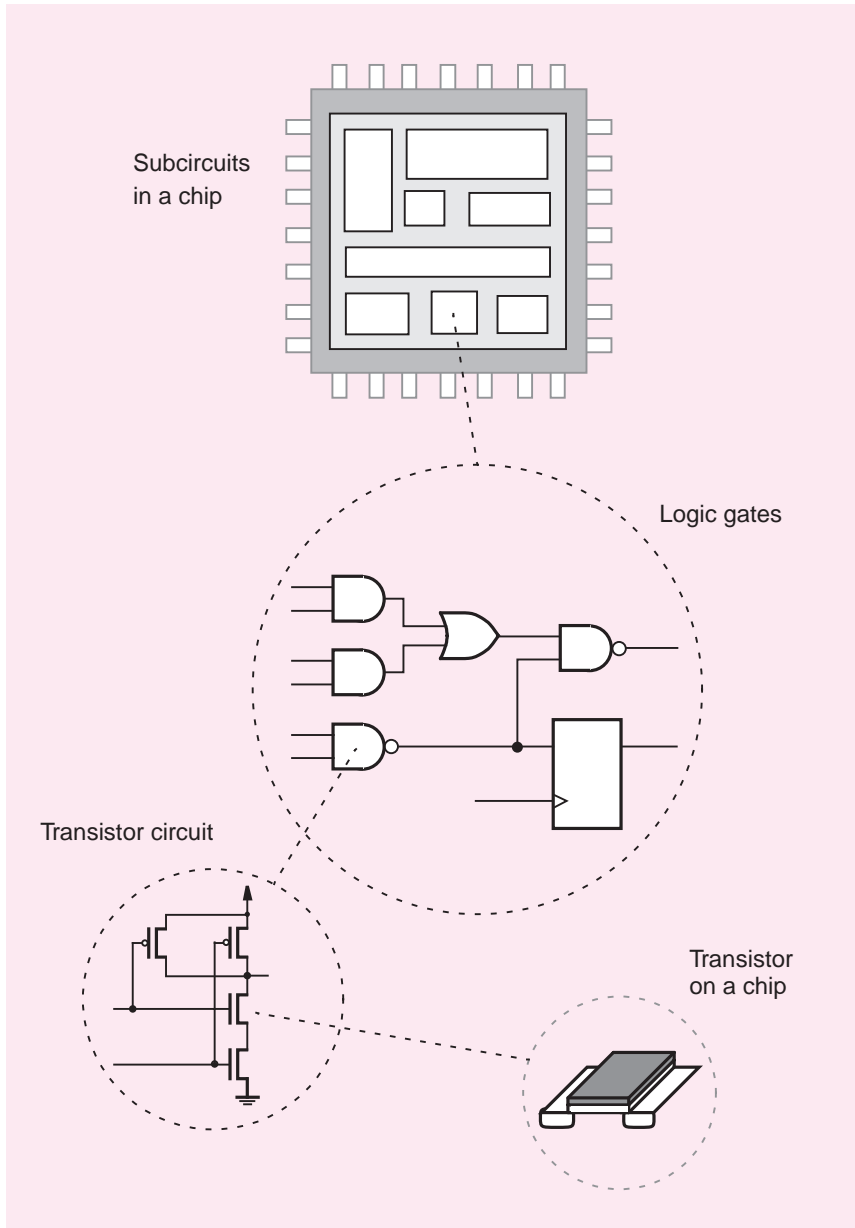 Subcircuits
in a chip
Logic gates
Transistor circuit
Transistor
on a chip